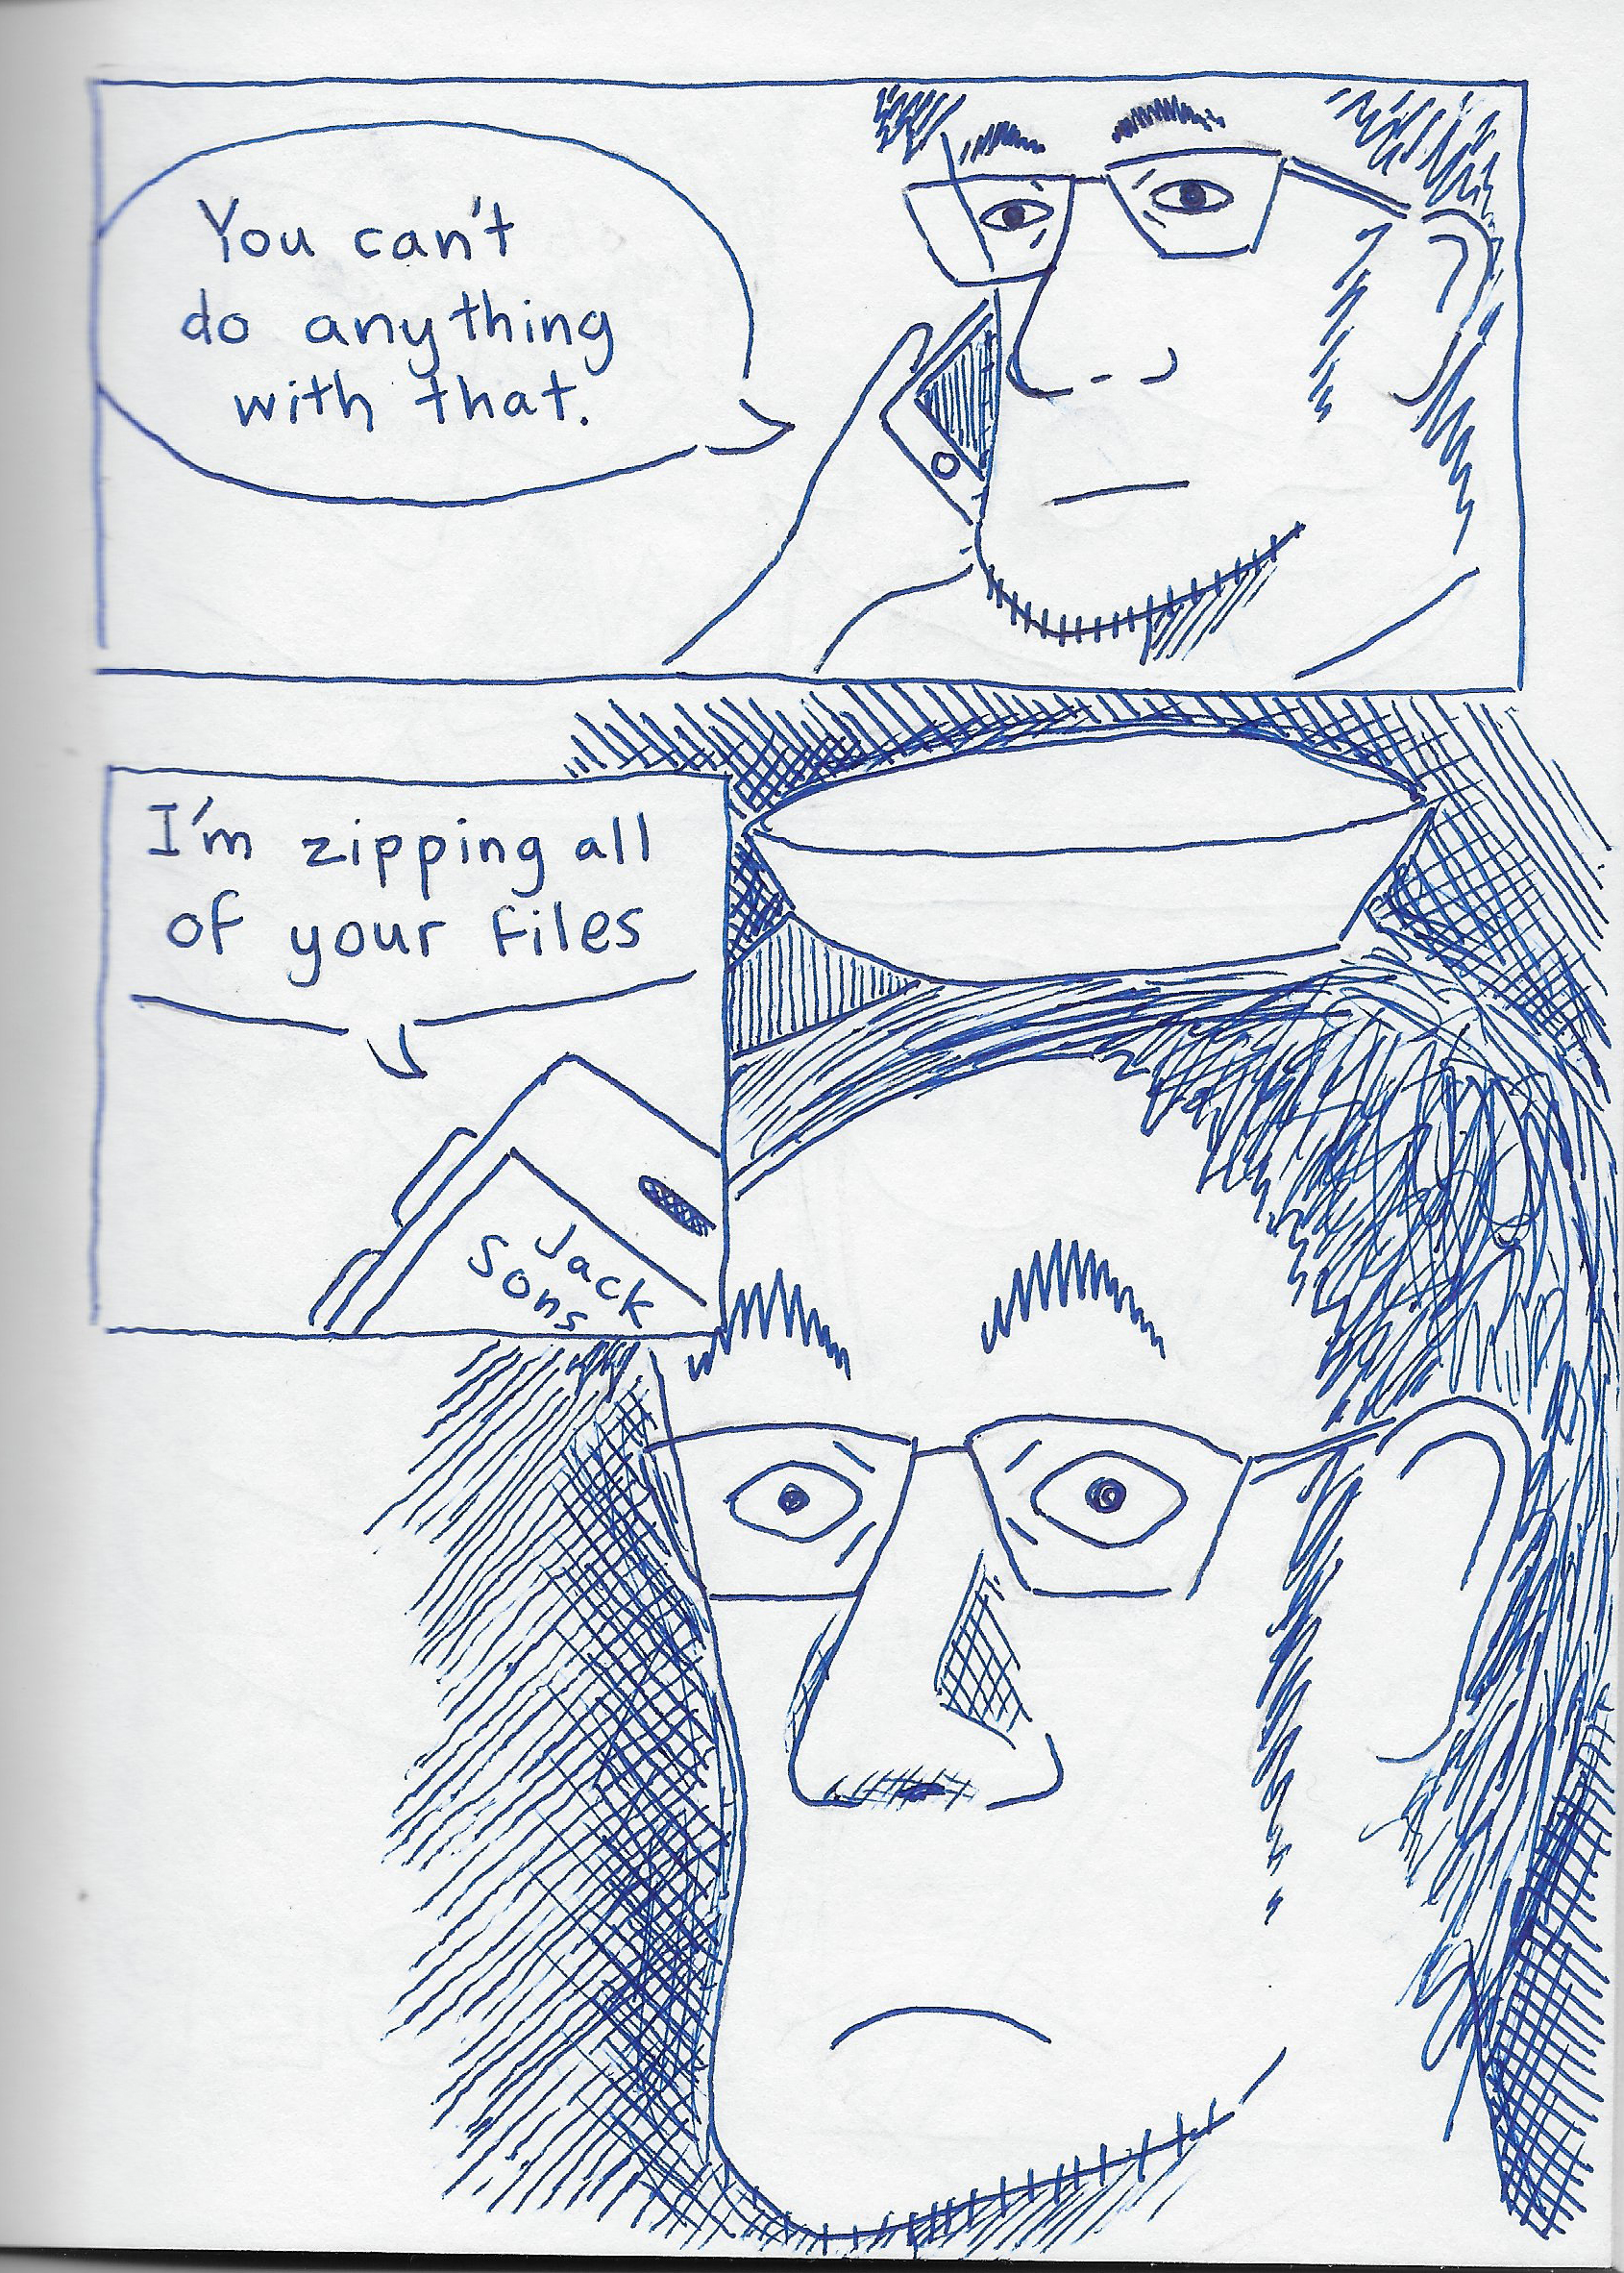 You can't
do anything
with that.
I'm zipping all
of your files
Jack
Sons